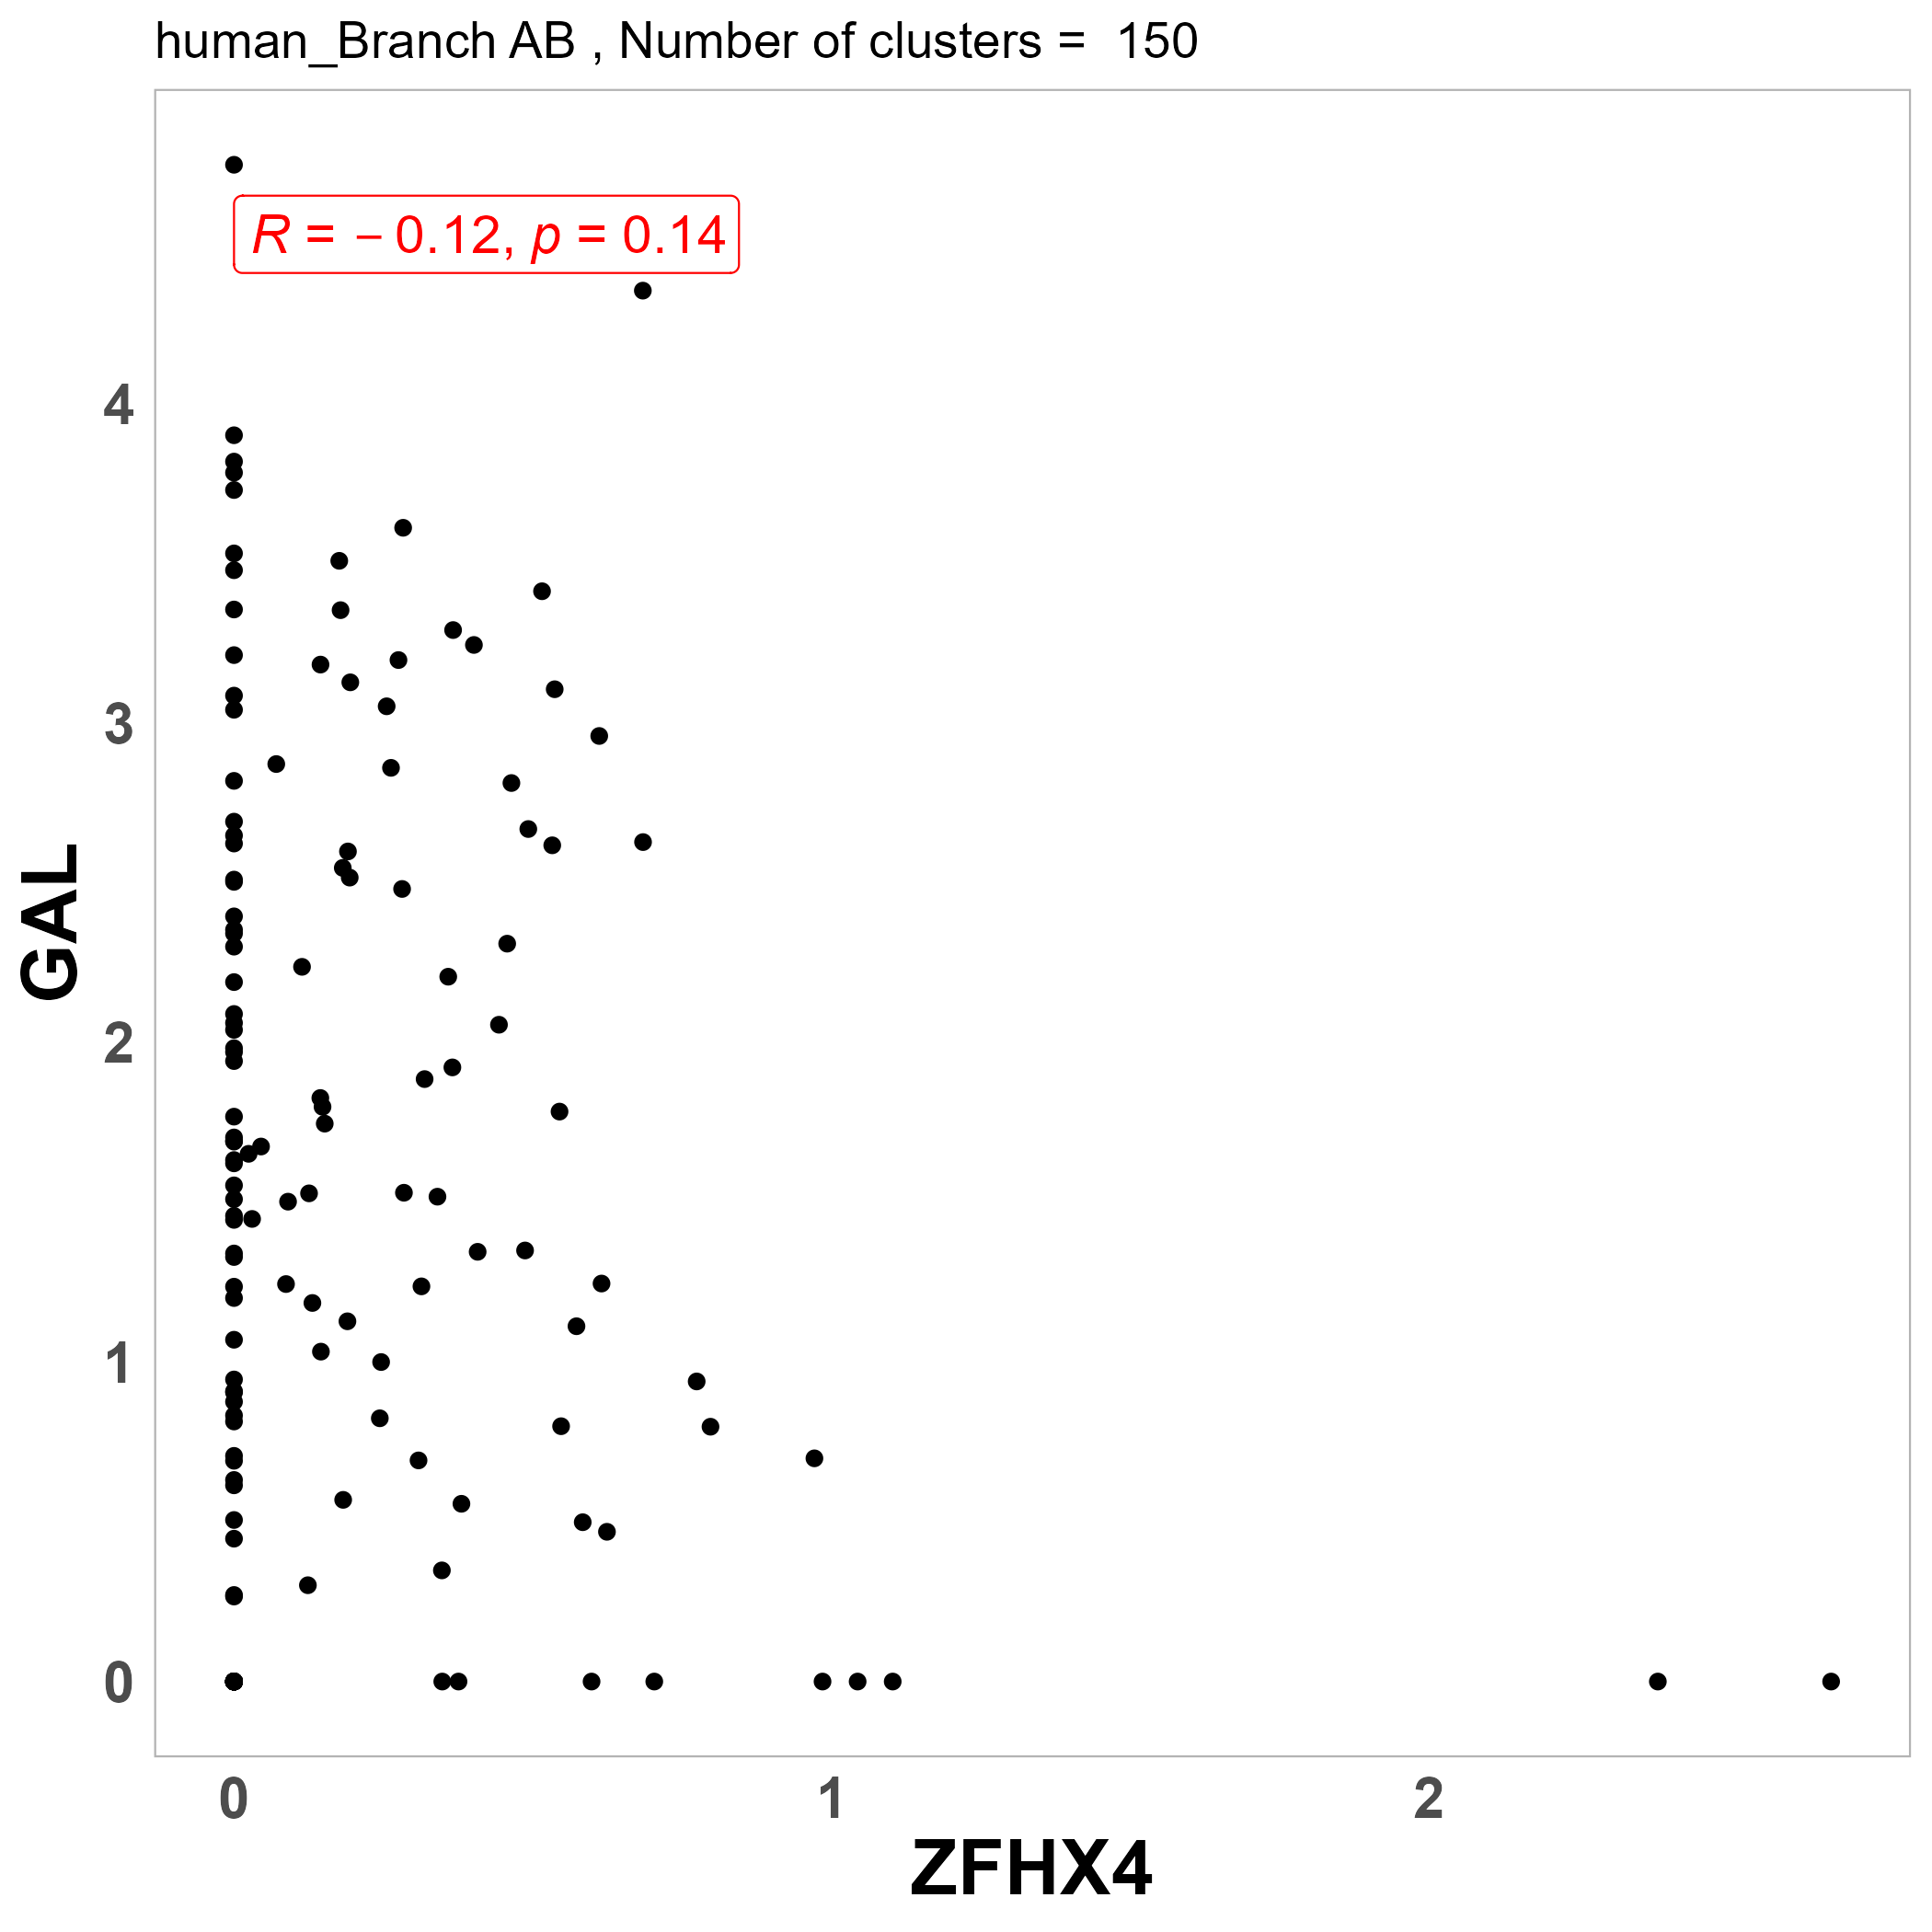 human_Branch AB , Number of clusters =  150
R = − 0.12, p = 0.14
4
3
2
1
0
GAL
0 1 2
ZFHX4